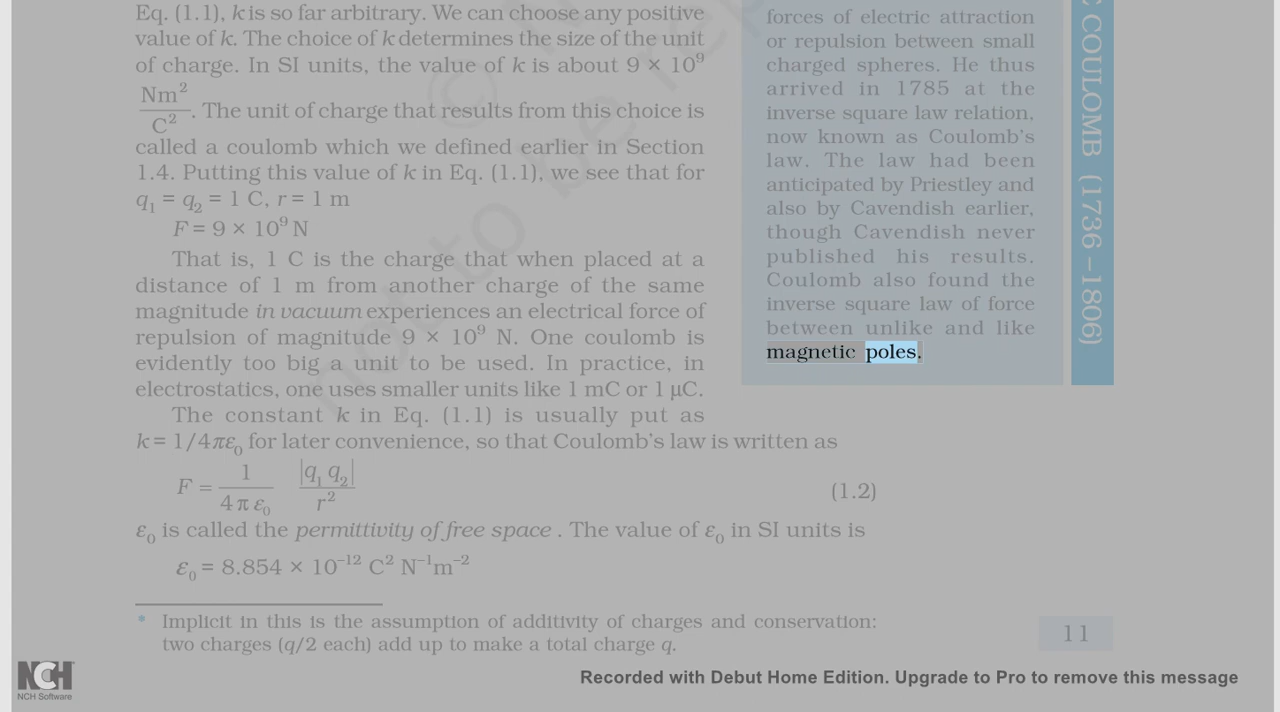 Eq. (1.1), k is so far arbitrary. We can choose any positive
value of k. The choice of k determines the size of the unit
of charge. In SI units, the value of k is about 9 × 10⁹
Nm²/C². The unit of charge that results from this choice is
called a coulomb which we defined earlier in Section
1.4. Putting this value of k in Eq. (1.1), we see that for
q₁ = q₂ = 1 C, r = 1 m
F = 9 × 10⁹ N
That is, 1 C is the charge that when placed at a
distance of 1 m from another charge of the same
magnitude in vacuum experiences an electrical force of
repulsion of magnitude 9 × 10⁹ N. One coulomb is
evidently too big a unit to be used. In practice, in
electrostatics, one uses smaller units like 1 mC or 1 μC.
The constant k in Eq. (1.1) is usually put as
k = 1/4πε₀ for later convenience, so that Coulomb's law is written as
F = 1/(4 π ε₀) |q₁ q₂|/r² (1.2)
ε₀ is called the permittivity of free space . The value of ε₀ in SI units is
ε₀ = 8.854 × 10⁻¹² C² N⁻¹m⁻²
* Implicit in this is the assumption of additivity of charges and conservation:
two charges (q/2 each) add up to make a total charge q.
forces of electric attraction
or repulsion between small
charged spheres. He thus
arrived in 1785 at the
inverse square law relation,
now known as Coulomb's
law. The law had been
anticipated by Priestley and
also by Cavendish earlier,
though Cavendish never
published his results.
Coulomb also found the
inverse square law of force
between unlike and like
magnetic poles.
COULOMB (1736 –1806)
11
©
not to be rep
NCH
NCH Software
Recorded with Debut Home Edition. Upgrade to Pro to remove this message